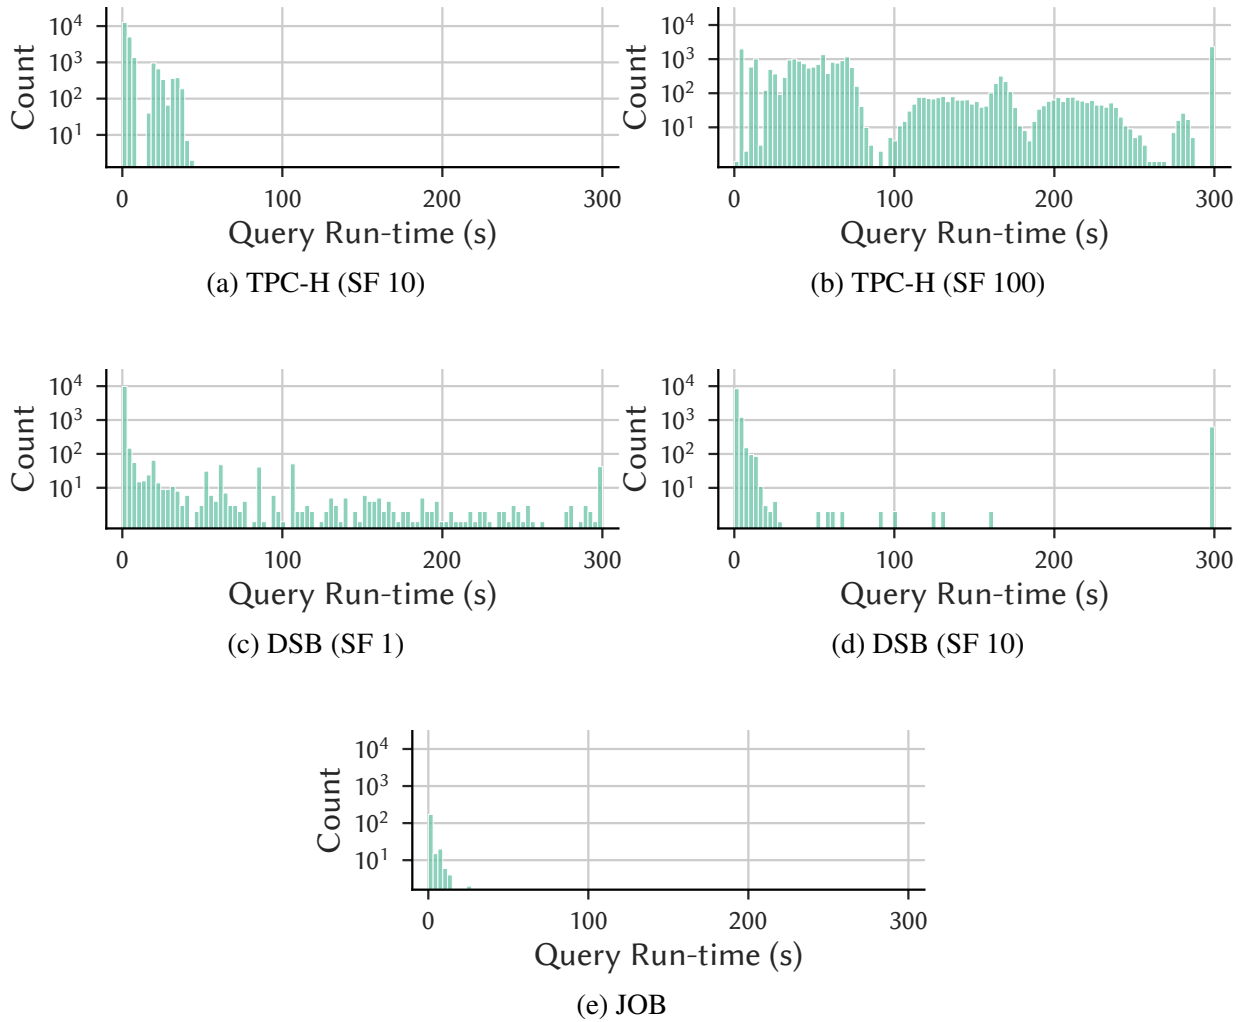 10^4
10^3
10^2
10^1
Count
0 100 200 300
Query Run-time (s)
(a) TPC-H (SF 10)
10^4
10^3
10^2
10^1
Count
0 100 200 300
Query Run-time (s)
(b) TPC-H (SF 100)
10^4
10^3
10^2
10^1
Count
0 100 200 300
Query Run-time (s)
(c) DSB (SF 1)
10^4
10^3
10^2
10^1
Count
0 100 200 300
Query Run-time (s)
(d) DSB (SF 10)
10^4
10^3
10^2
10^1
Count
0 100 200 300
Query Run-time (s)
(e) JOB